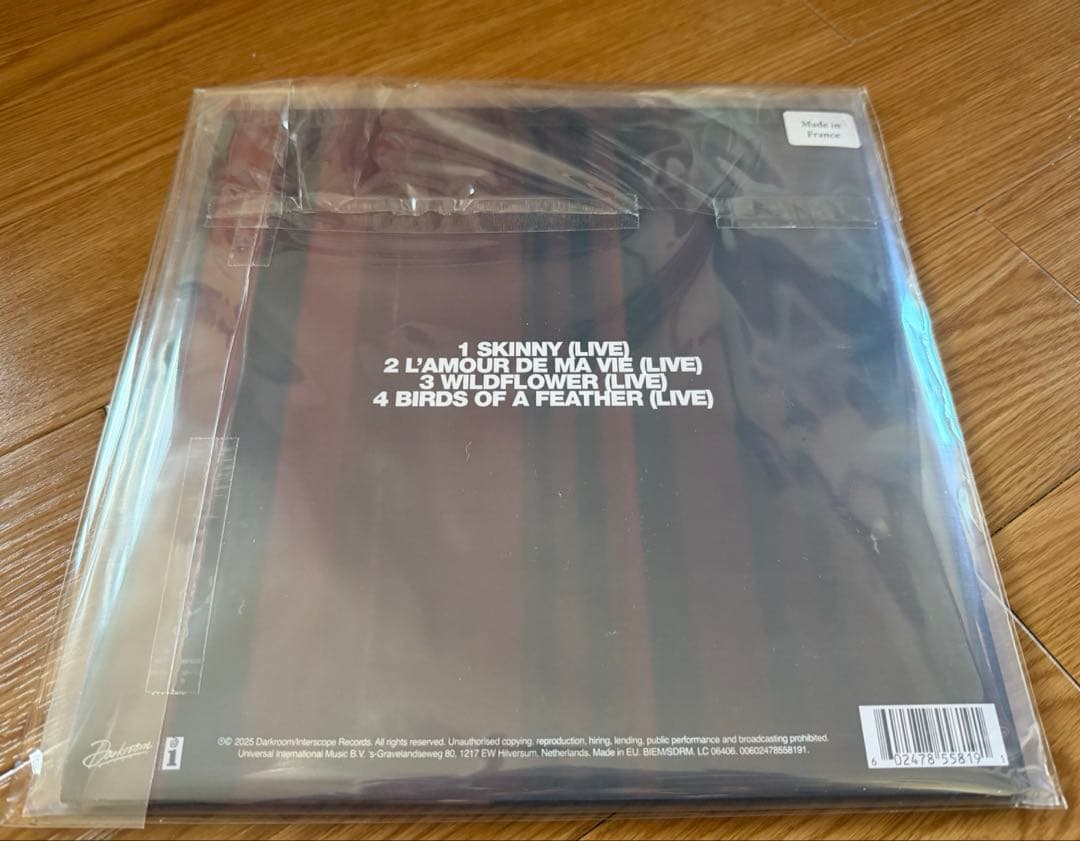 Made in
France
1 SKINNY (LIVE)
2 L'AMOUR DE MA VIE (LIVE)
3 WILDFLOWER (LIVE)
4 BIRDS OF A FEATHER (LIVE)
Darkroom
i
℗© 2025 Darkroom/Interscope Records. All rights reserved. Unauthorised copying, reproduction, hiring, lending, public performance and broadcasting prohibited.
Universal International Music B.V. 's-Gravelandseweg 80, 1217 EW Hilversum, Netherlands. Made in EU. BIEM/SDRM. LC 06406. 00602478558191.
6 02478 55819 1